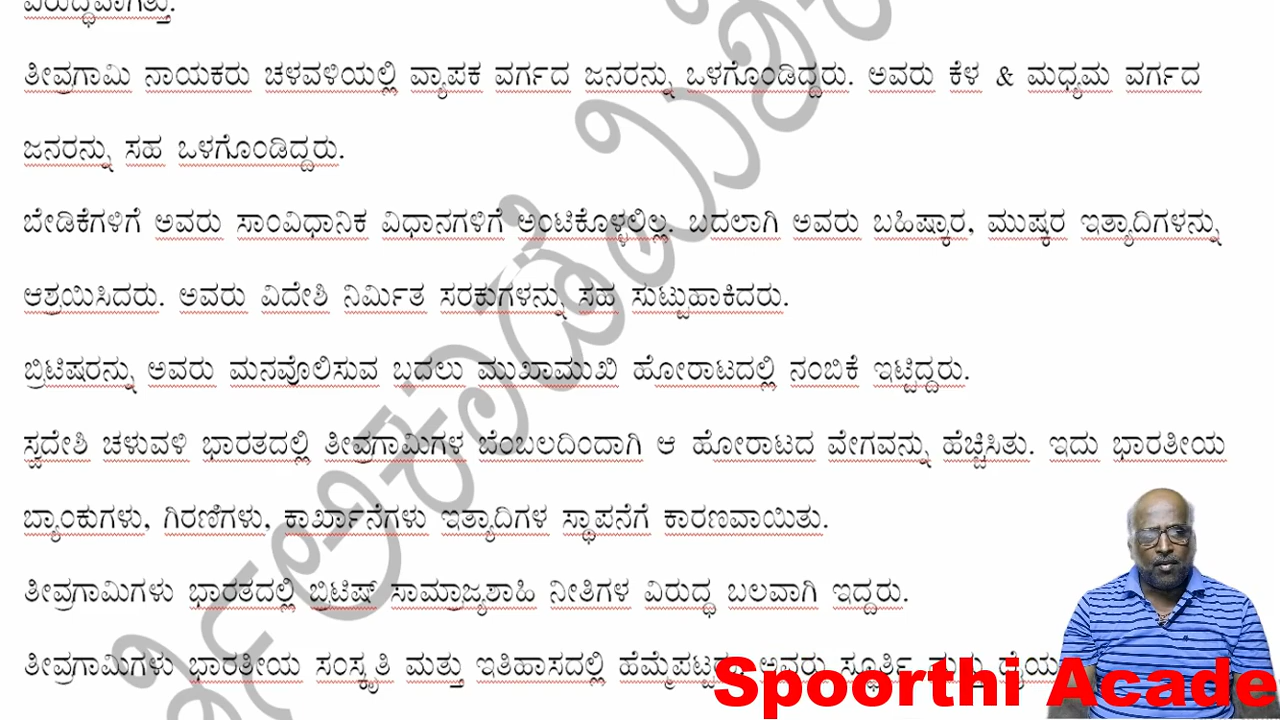 ವಿರುದ್ಧವಾಗಿತ್ತು.
ತೀವ್ರಗಾಮಿ ನಾಯಕರು ಚಳವಳಿಯಲ್ಲಿ ವ್ಯಾಪಕ ವರ್ಗದ ಜನರನ್ನು ಒಳಗೊಂಡಿದ್ದರು. ಅವರು ಕೆಳ & ಮಧ್ಯಮ ವರ್ಗದ
ಜನರನ್ನು ಸಹ ಒಳಗೊಂಡಿದ್ದರು.
ಬೇಡಿಕೆಗಳಿಗೆ ಅವರು ಸಾಂವಿಧಾನಿಕ ವಿಧಾನಗಳಿಗೆ ಅಂಟಿಕೊಳ್ಳಲಿಲ್ಲ. ಬದಲಾಗಿ ಅವರು ಬಹಿಷ್ಕಾರ, ಮುಷ್ಕರ ಇತ್ಯಾದಿಗಳನ್ನು
ಆಶ್ರಯಿಸಿದರು. ಅವರು ವಿದೇಶಿ ನಿರ್ಮಿತ ಸರಕುಗಳನ್ನು ಸಹ ಸುಟ್ಟುಹಾಕಿದರು.
ಬ್ರಿಟಿಷರನ್ನು ಅವರು ಮನವೊಲಿಸುವ ಬದಲು ಮುಖಾಮುಖಿ ಹೋರಾಟದಲ್ಲಿ ನಂಬಿಕೆ ಇಟ್ಟಿದ್ದರು.
ಸ್ವದೇಶಿ ಚಳುವಳಿ ಭಾರತದಲ್ಲಿ ತೀವ್ರಗಾಮಿಗಳ ಬೆಂಬಲದಿಂದಾಗಿ ಆ ಹೋರಾಟದ ವೇಗವನ್ನು ಹೆಚ್ಚಿಸಿತು. ಇದು ಭಾರತೀಯ
ಬ್ಯಾಂಕುಗಳು, ಗಿರಣಿಗಳು, ಕಾರ್ಖಾನೆಗಳು ಇತ್ಯಾದಿಗಳ ಸ್ಥಾಪನೆಗೆ ಕಾರಣವಾಯಿತು.
ತೀವ್ರಗಾಮಿಗಳು ಭಾರತದಲ್ಲಿ ಬ್ರಿಟಿಷ್ ಸಾಮ್ರಾಜ್ಯಶಾಹಿ ನೀತಿಗಳ ವಿರುದ್ಧ ಬಲವಾಗಿ ಇದ್ದರು.
ತೀವ್ರಗಾಮಿಗಳು ಭಾರತೀಯ ಸಂಸ್ಕೃತಿ ಮತ್ತು ಇತಿಹಾಸದಲ್ಲಿ ಅವರು
Spoorthi Acade